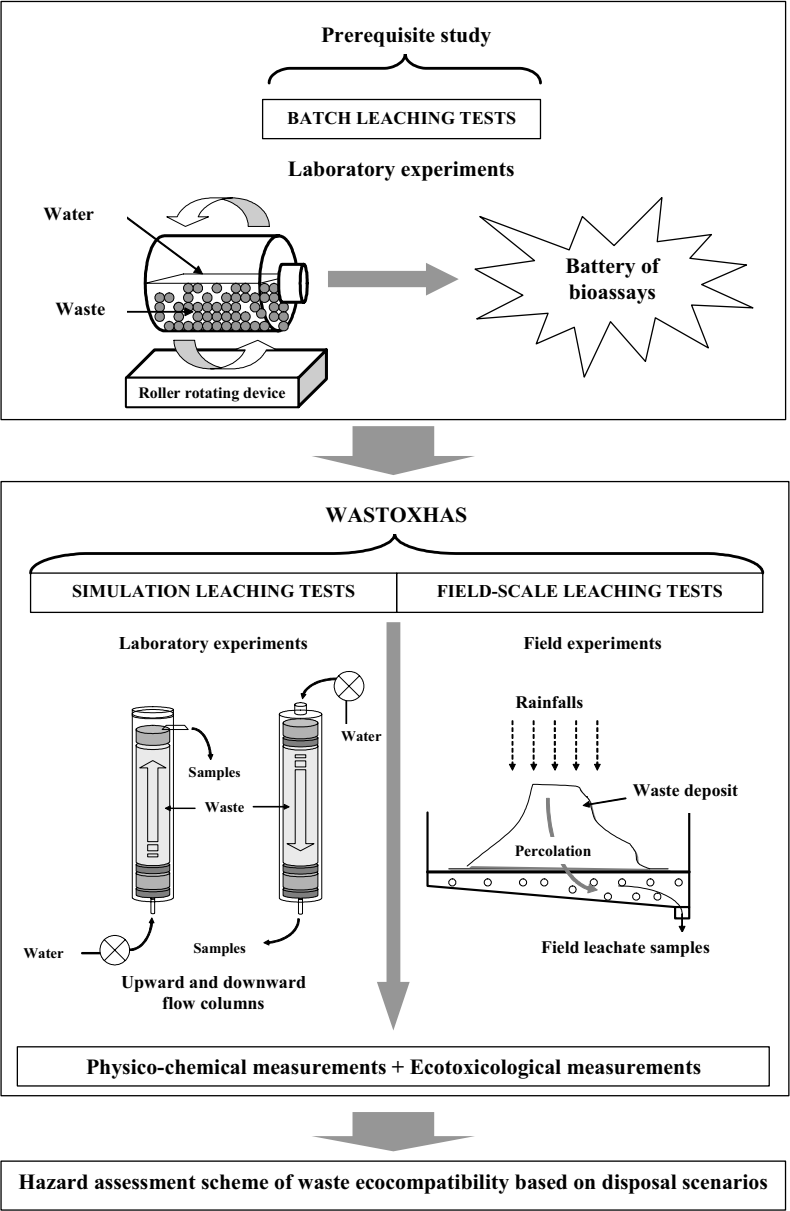 Prerequisite study
BATCH LEACHING TESTS
Laboratory experiments
Water
Waste
Roller rotating device
Battery of
bioassays
WASTOXHAS
SIMULATION LEACHING TESTS
FIELD-SCALE LEACHING TESTS
Laboratory experiments
Water
Samples
Waste
Water
Samples
Upward and downward
flow columns
Field experiments
Rainfalls
Waste deposit
Percolation
Field leachate samples
Physico-chemical measurements + Ecotoxicological measurements
Hazard assessment scheme of waste ecocompatibility based on disposal scenarios